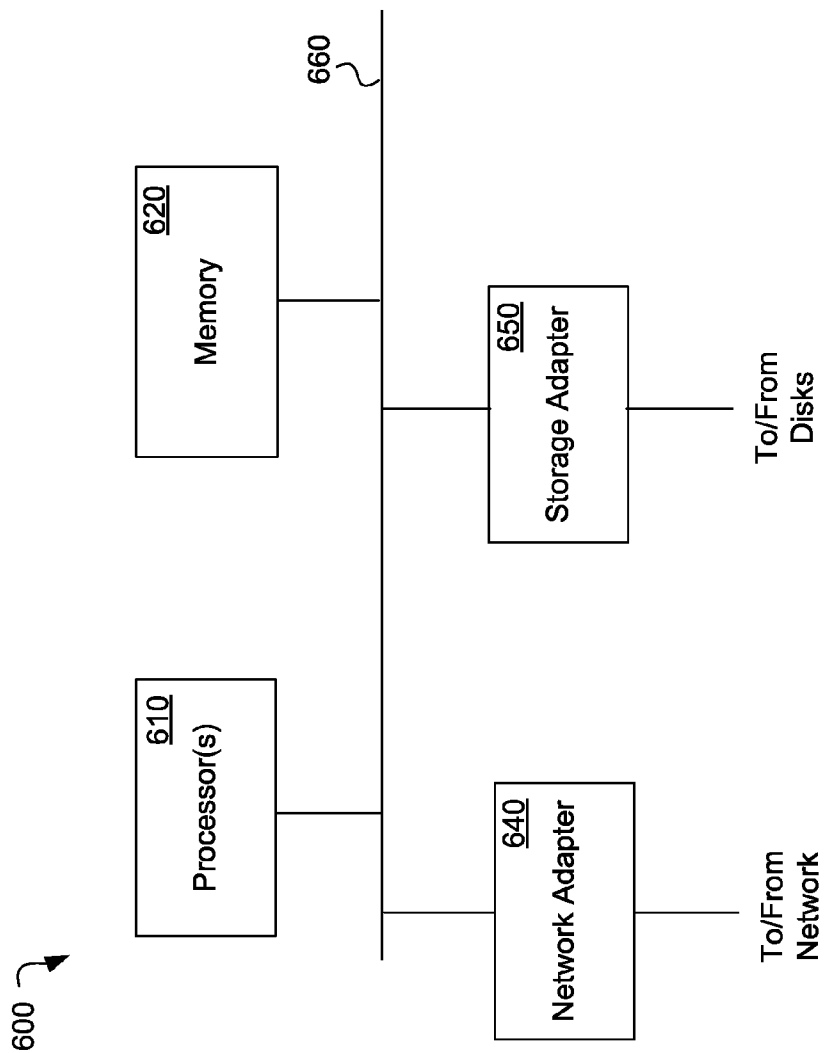 600
Processor(s)
610
Memory
620
660
Network Adapter
640
Storage Adapter
650
To/From
Network
To/From
Disks